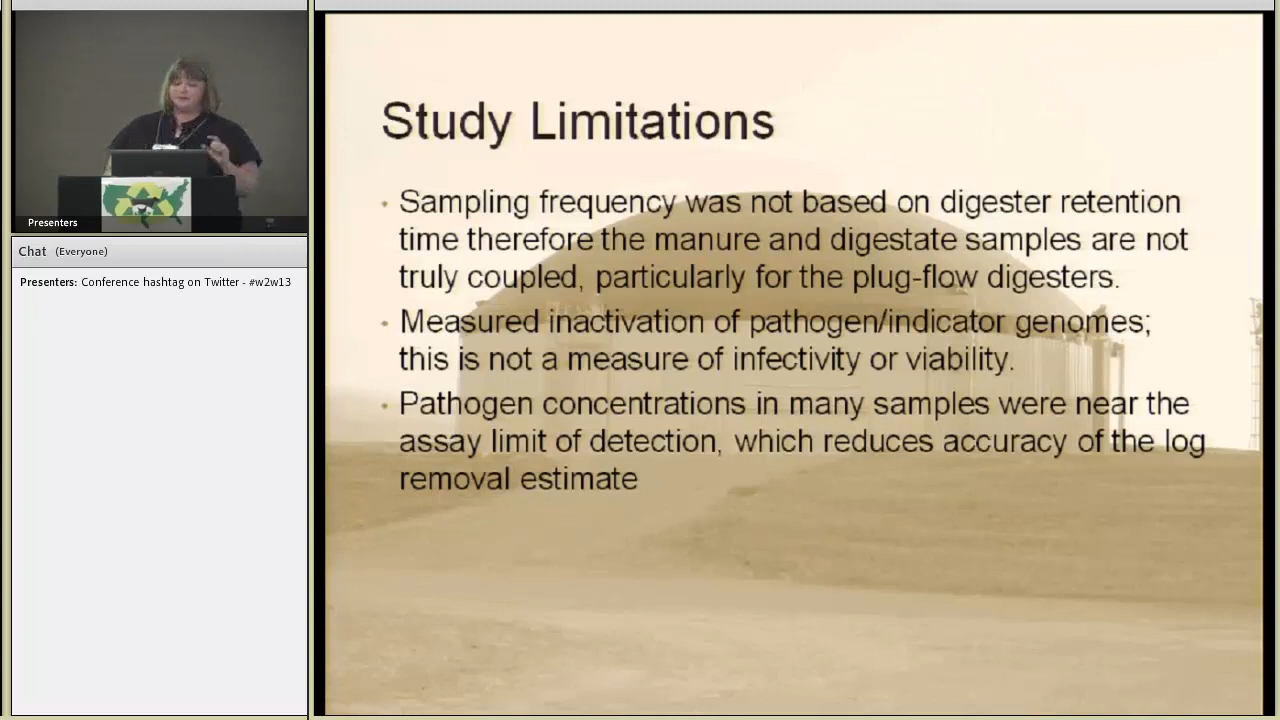 Presenters
Chat (Everyone)
Presenters: Conference hashtag on Twitter - #w2w13
Study Limitations
• Sampling frequency was not based on digester retention
time therefore the manure and digestate samples are not
truly coupled, particularly for the plug-flow digesters.
• Measured inactivation of pathogen/indicator genomes;
this is not a measure of infectivity or viability.
• Pathogen concentrations in many samples were near the
assay limit of detection, which reduces accuracy of the log
removal estimate